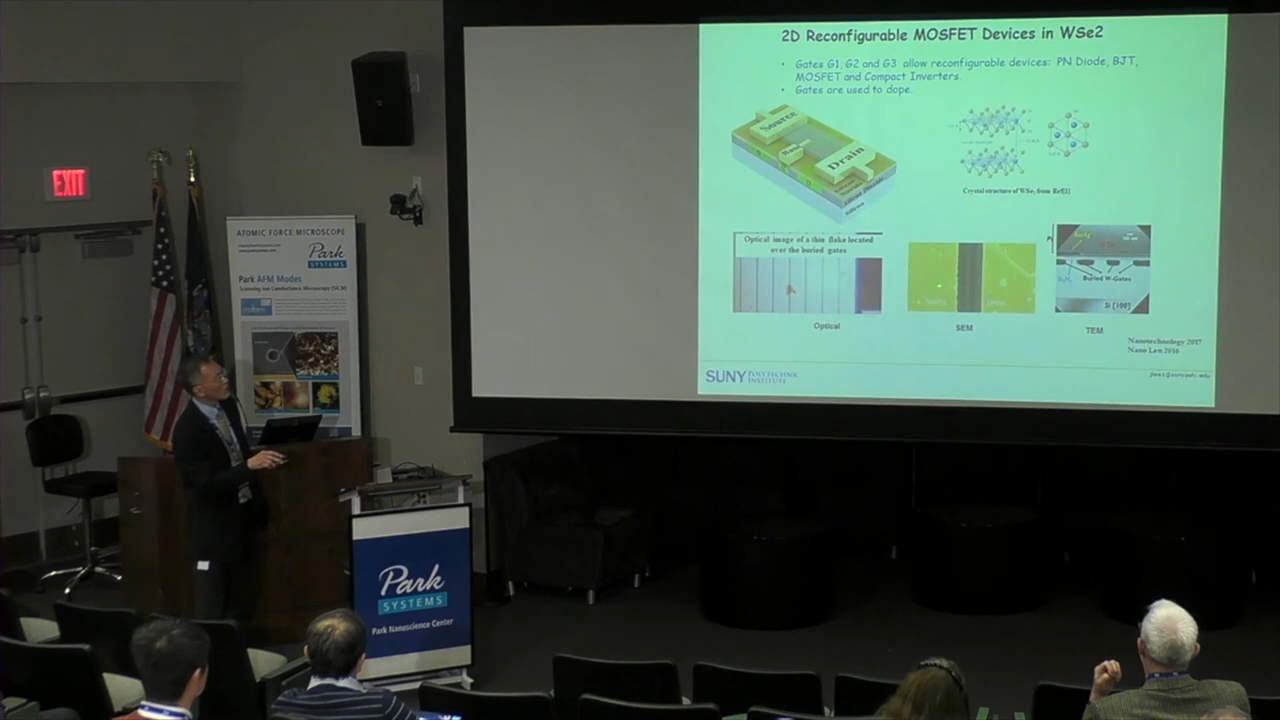 2D Reconfigurable MOSFET Devices in WSe2
• Gates G1, G2 and G3 allow reconfigurable devices: PN Diode, BJT,
MOSFET and Compact Inverters.
• Gates are used to dope.
Source
Drain
Silicon
Crystal structure of WSe2 from Ref[1]
Optical image of a thin flake located
over the buried gates
Buried W-Gates
Si [100]
Optical
SEM
TEM
Nanotechnology 2017
Nano Lett 2016
SUNY POLYTECHNIC
INSTITUTE
EXIT
ATOMIC FORCE MICROSCOPE
Park
SYSTEMS
Park AFM Modes
Scanning Ion Conductance Microscopy (SICM)
Park
SYSTEMS
Park Nanoscience Center